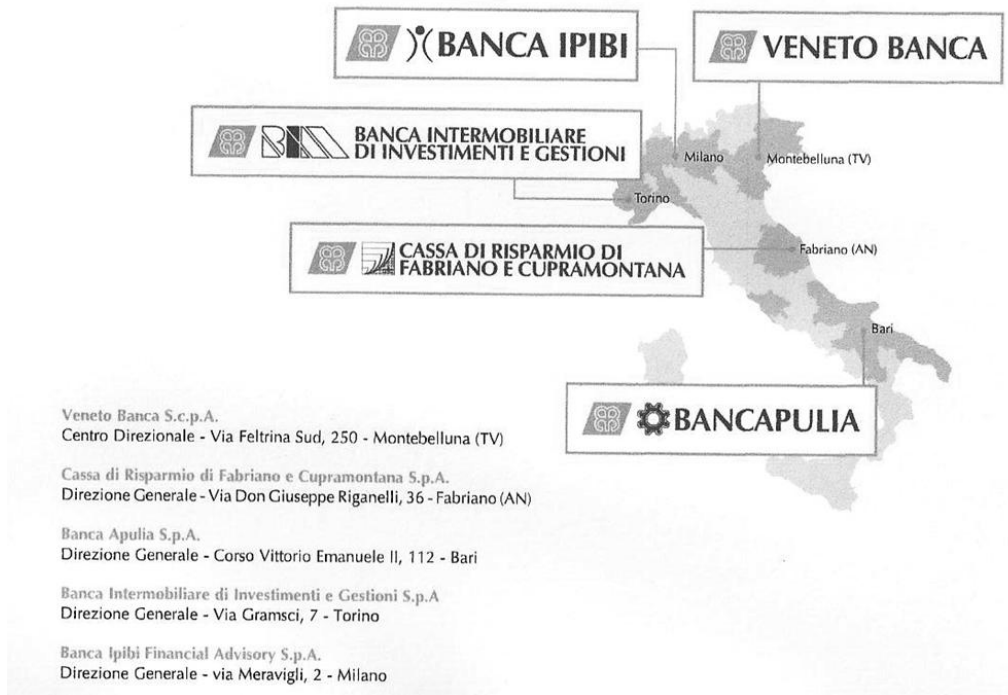 BANCA IPIBI
VENETO BANCA
BIM BANCA INTERMOBILIARE
DI INVESTIMENTI E GESTIONI
Milano
Montebelluna (TV)
Torino
CASSA DI RISPARMIO DI
FABRIANO E CUPRAMONTANA
Fabriano (AN)
Bari
BANCAPULIA
Veneto Banca S.c.p.A.
Centro Direzionale - Via Feltrina Sud, 250 - Montebelluna (TV)
Cassa di Risparmio di Fabriano e Cupramontana S.p.A.
Direzione Generale - Via Don Giuseppe Riganelli, 36 - Fabriano (AN)
Banca Apulia S.p.A.
Direzione Generale - Corso Vittorio Emanuele II, 112 - Bari
Banca Intermobiliare di Investimenti e Gestioni S.p.A
Direzione Generale - Via Gramsci, 7 - Torino
Banca Ipibi Financial Advisory S.p.A.
Direzione Generale - via Meravigli, 2 - Milano